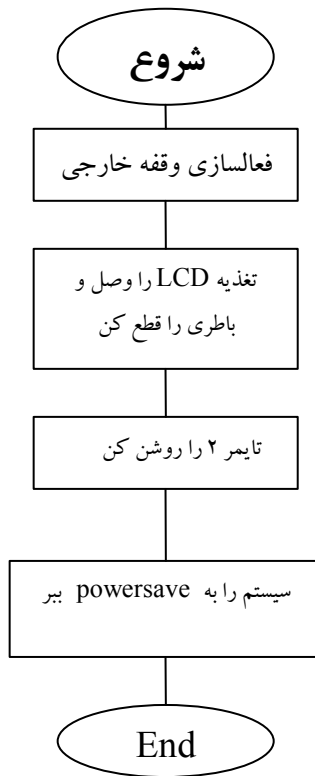 شروع
فعالسازی وقفه خارجی
تغذیه LCD را وصل و
باطری را قطع کن
تایمر ۲ را روشن کن
سیستم را به powersave ببر
End